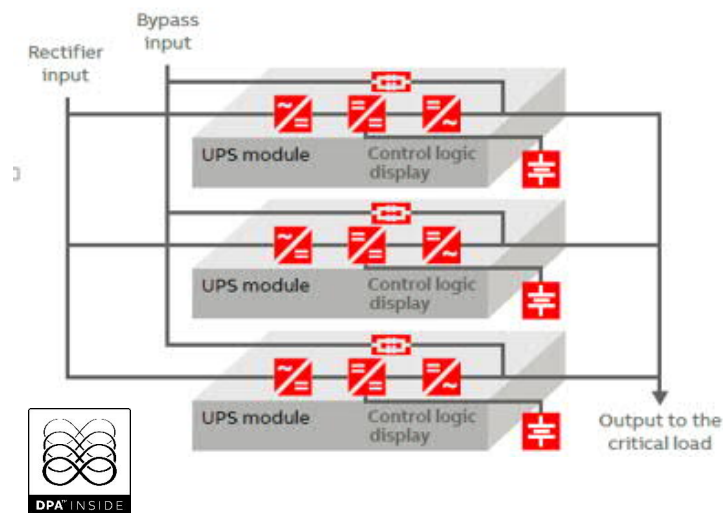 Bypass
input
Rectifier
input
UPS module
Control logic
display
UPS module
Control logic
display
UPS module
Control logic
display
Output to the
critical load
DPA™ INSIDE